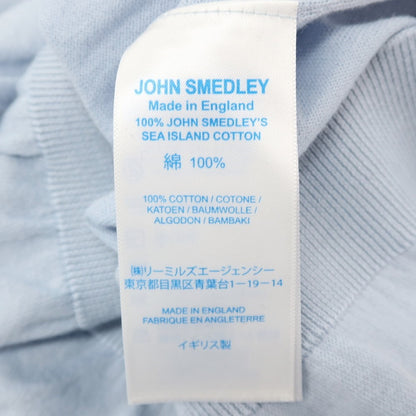 JOHN SMEDLEY
Made in England
100% JOHN SMEDLEY'S
SEA ISLAND COTTON
綿 100%
100% COTTON / COTONE /
KATOEN / BAUMWOLLE /
ALGODON / BAMBAKI
㈱リーミルズエージェンシー
東京都目黒区青葉台1-19-14
MADE IN ENGLAND
FABRIQUE EN ANGLETERRE
イギリス製